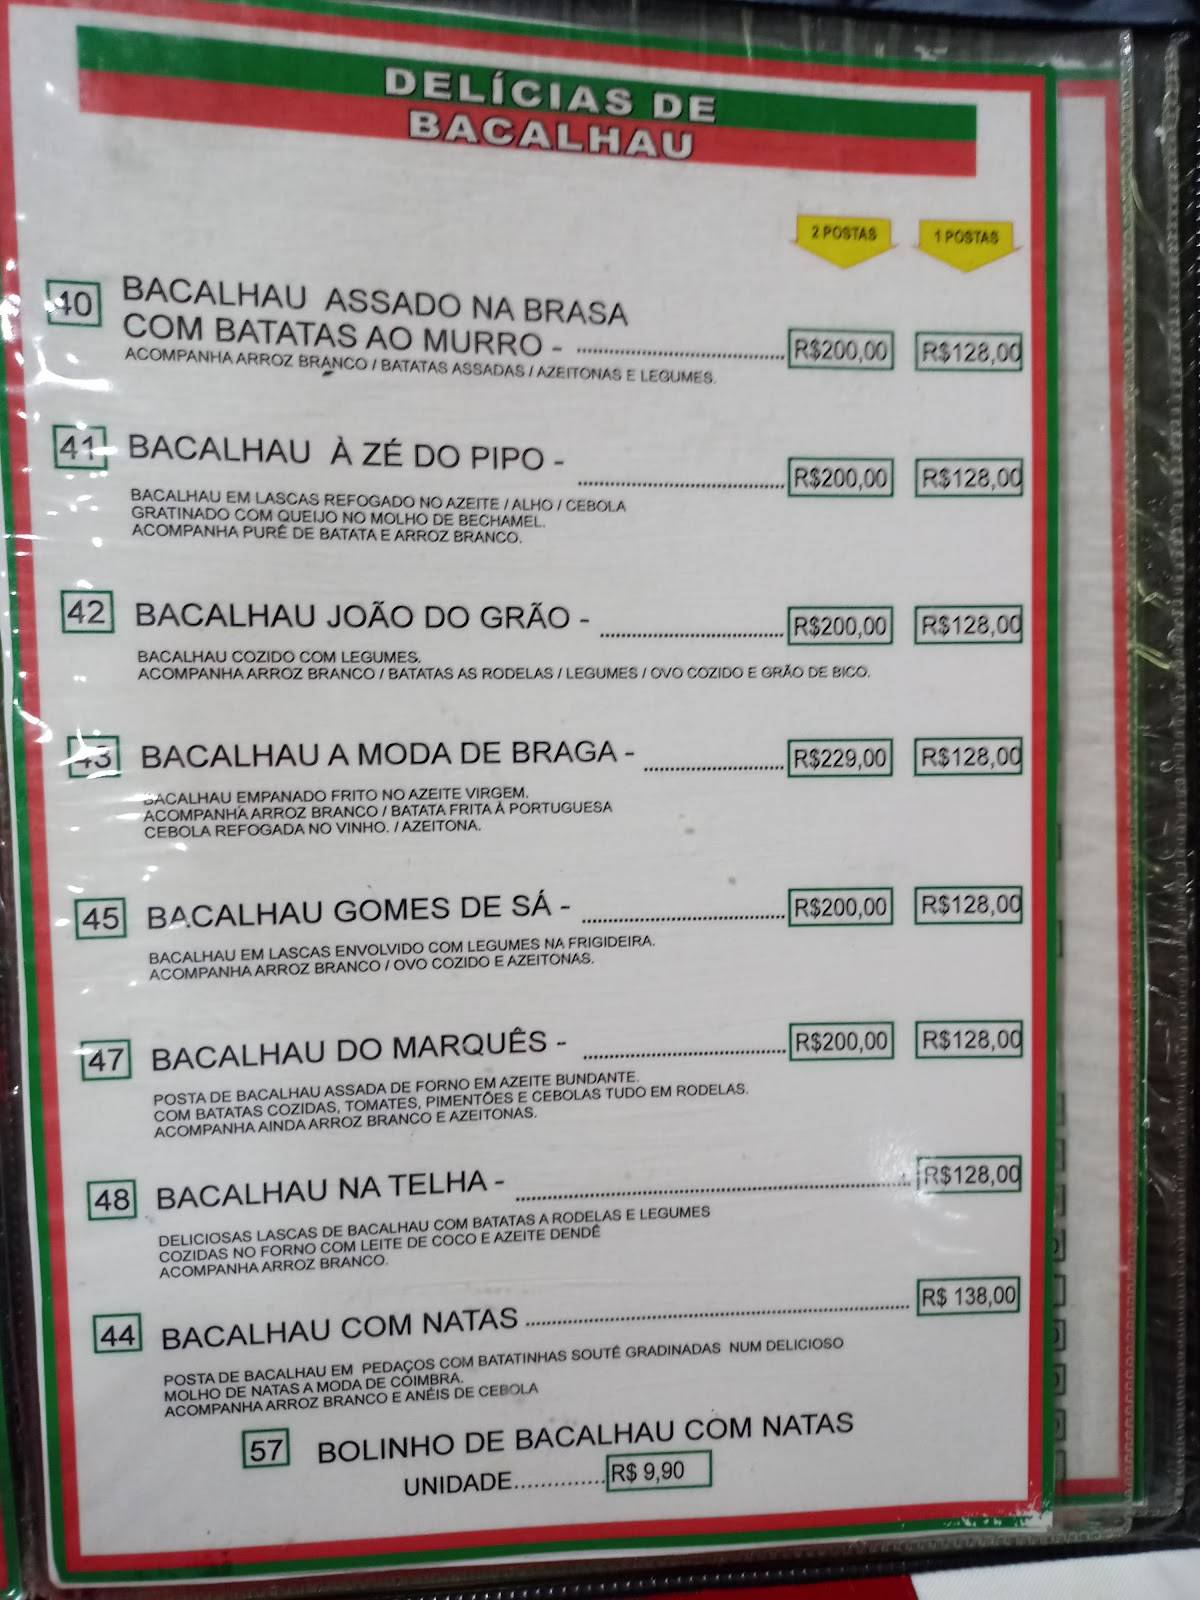 DELÍCIAS DE
BACALHAU
2 POSTAS 1 POSTAS
40 BACALHAU ASSADO NA BRASA
COM BATATAS AO MURRO - .......................... R$200,00 R$128,00
ACOMPANHA ARROZ BRANCO / BATATAS ASSADAS / AZEITONAS E LEGUMES.
41 BACALHAU À ZÉ DO PIPO - .......................... R$200,00 R$128,00
BACALHAU EM LASCAS REFOGADO NO AZEITE / ALHO / CEBOLA
GRATINADO COM QUEIJO NO MOLHO DE BECHAMEL.
ACOMPANHA PURÊ DE BATATA E ARROZ BRANCO.
42 BACALHAU JOÃO DO GRÃO - .......................... R$200,00 R$128,00
BACALHAU COZIDO COM LEGUMES.
ACOMPANHA ARROZ BRANCO / BATATAS AS RODELAS / LEGUMES / OVO COZIDO E GRÃO DE BICO.
43 BACALHAU A MODA DE BRAGA - .................... R$229,00 R$128,00
BACALHAU EMPANADO FRITO NO AZEITE VIRGEM.
ACOMPANHA ARROZ BRANCO / BATATA FRITA À PORTUGUESA
CEBOLA REFOGADA NO VINHO. / AZEITONA.
45 BACALHAU GOMES DE SÁ - .......................... R$200,00 R$128,00
BACALHAU EM LASCAS ENVOLVIDO COM LEGUMES NA FRIGIDEIRA.
ACOMPANHA ARROZ BRANCO / OVO COZIDO E AZEITONAS.
47 BACALHAU DO MARQUÊS - .......................... R$200,00 R$128,00
POSTA DE BACALHAU ASSADA DE FORNO EM AZEITE BUNDANTE.
COM BATATAS COZIDAS, TOMATES, PIMENTÕES E CEBOLAS TUDO EM RODELAS.
ACOMPANHA AINDA ARROZ BRANCO E AZEITONAS.
48 BACALHAU NA TELHA - .................................................. R$128,00
DELICIOSAS LASCAS DE BACALHAU COM BATATAS A RODELAS E LEGUMES
COZIDAS NO FORNO COM LEITE DE COCO E AZEITE DENDÊ
ACOMPANHA ARROZ BRANCO.
44 BACALHAU COM NATAS .................................................. R$ 138,00
POSTA DE BACALHAU EM PEDAÇOS COM BATATINHAS SOUTÊ GRADINADAS NUM DELICIOSO
MOLHO DE NATAS A MODA DE COIMBRA.
ACOMPANHA ARROZ BRANCO E ANÉIS DE CEBOLA
57 BOLINHO DE BACALHAU COM NATAS
UNIDADE.............. R$ 9,90